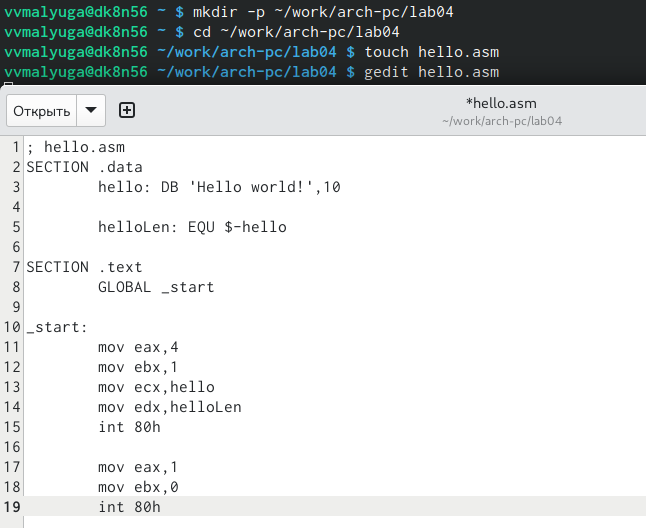 vvmalyuga@dk8n56 ~ $ mkdir -p ~/work/arch-pc/lab04
vvmalyuga@dk8n56 ~ $ cd ~/work/arch-pc/lab04
vvmalyuga@dk8n56 ~/work/arch-pc/lab04 $ touch hello.asm
vvmalyuga@dk8n56 ~/work/arch-pc/lab04 $ gedit hello.asm
Открыть
*hello.asm
~/work/arch-pc/lab04
1 ; hello.asm
2 SECTION .data
3         hello: DB 'Hello world!',10
4
5         helloLen: EQU $-hello
6
7 SECTION .text
8         GLOBAL _start
9
10 _start:
11         mov eax,4
12         mov ebx,1
13         mov ecx,hello
14         mov edx,helloLen
15         int 80h
16
17         mov eax,1
18         mov ebx,0
19         int 80h